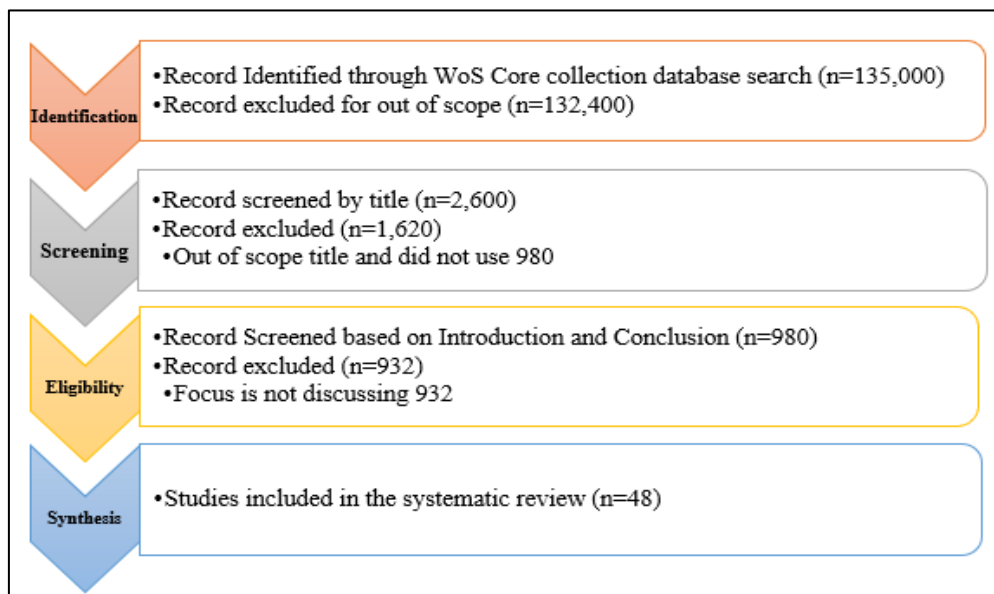 Identification
•Record Identified through WoS Core collection database search (n=135,000)
•Record excluded for out of scope (n=132,400)
Screening
•Record screened by title (n=2,600)
•Record excluded (n=1,620)
•Out of scope title and did not use 980
Eligibility
•Record Screened based on Introduction and Conclusion (n=980)
•Record excluded (n=932)
•Focus is not discussing 932
Synthesis
•Studies included in the systematic review (n=48)